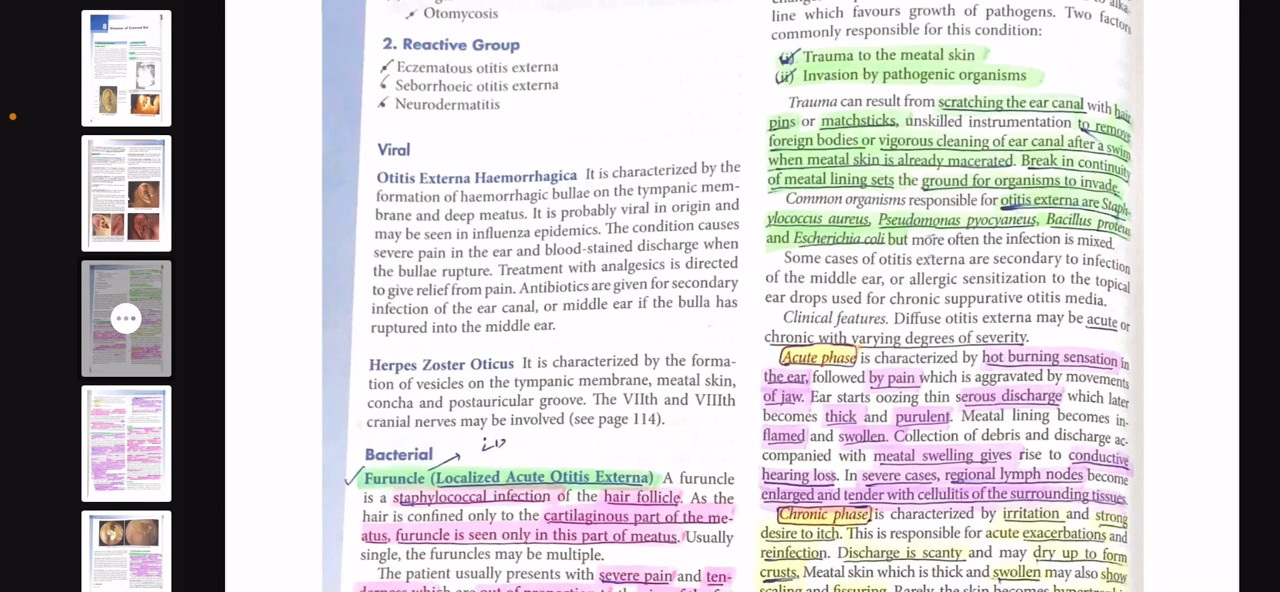 Otomycosis
2. Reactive Group
Eczematous otitis externa
Seborrhoeic otitis externa
Neurodermatitis
Viral
Otitis Externa Haemorrhagica It is characterized by the
formation of haemorrhagic bullae on the tympanic mem-
brane and deep meatus. It is probably viral in origin and
may be seen in influenza epidemics. The condition causes
severe pain in the ear and blood-stained discharge when
the bullae rupture. Treatment with analgesics is directed
to give relief from pain. Antibiotics are given for secondary
infection of the ear canal, or middle ear if the bulla has
ruptured into the middle ear.
Herpes Zoster Oticus It is characterized by the forma-
tion of vesicles on the tympanic membrane, meatal skin,
concha and postauricular groove. The VIIth and VIIIth
cranial nerves may be involved (see page 114).
Bacterial
Furuncle (Localized Acute Otitis Externa) A furuncle
is a staphylococcal infection of the hair follicle. As the
hair is confined only to the cartilaginous part of the me-
atus, furuncle is seen only in this part of meatus. Usually
single, the furuncles may be multiple.
The patient usually presents with severe pain and ten-
line which favours growth of pathogens. Two factors
commonly responsible for this condition:
(i) Trauma to the meatal skin
(ii) Invasion by pathogenic organisms
Trauma can result from scratching the ear canal with hair
pins or matchsticks, unskilled instrumentation to remove
foreign bodies or vigorous cleaning of ear canal after a swim
when meatal skin is already macerated. Break in continuity
of meatal lining sets the ground for organisms to invade.
Common organisms responsible for otitis externa are Staph-
ylococcus aureus, Pseudomonas pyocyaneus, Bacillus proteus
and Escherichia coli but more often the infection is mixed.
Some cases of otitis externa are secondary to infection
of the middle ear, or allergic sensitization to the topical
ear drops used for chronic suppurative otitis media.
Clinical features. Diffuse otitis externa may be acute or
chronic with varying degrees of severity.
Acute phase is characterized by hot burning sensation in
the ear, followed by pain which is aggravated by movements
of jaw. Ear starts oozing thin serous discharge which later
becomes thick and purulent. Meatal lining becomes in-
flamed and swollen. Collection of debris and discharge ac-
companied with meatal swelling gives rise to conductive
hearing loss. In severe cases, regional lymph nodes become
enlarged and tender with cellulitis of the surrounding tissues.
Chronic phase is characterized by irritation and strong
desire to itch. This is responsible for acute exacerbations and
reinfection. Discharge is scanty and may dry up to form
crusts. Meatal skin which is thick and swollen may also show
scaling and fissuring. Rarely, the skin becomes